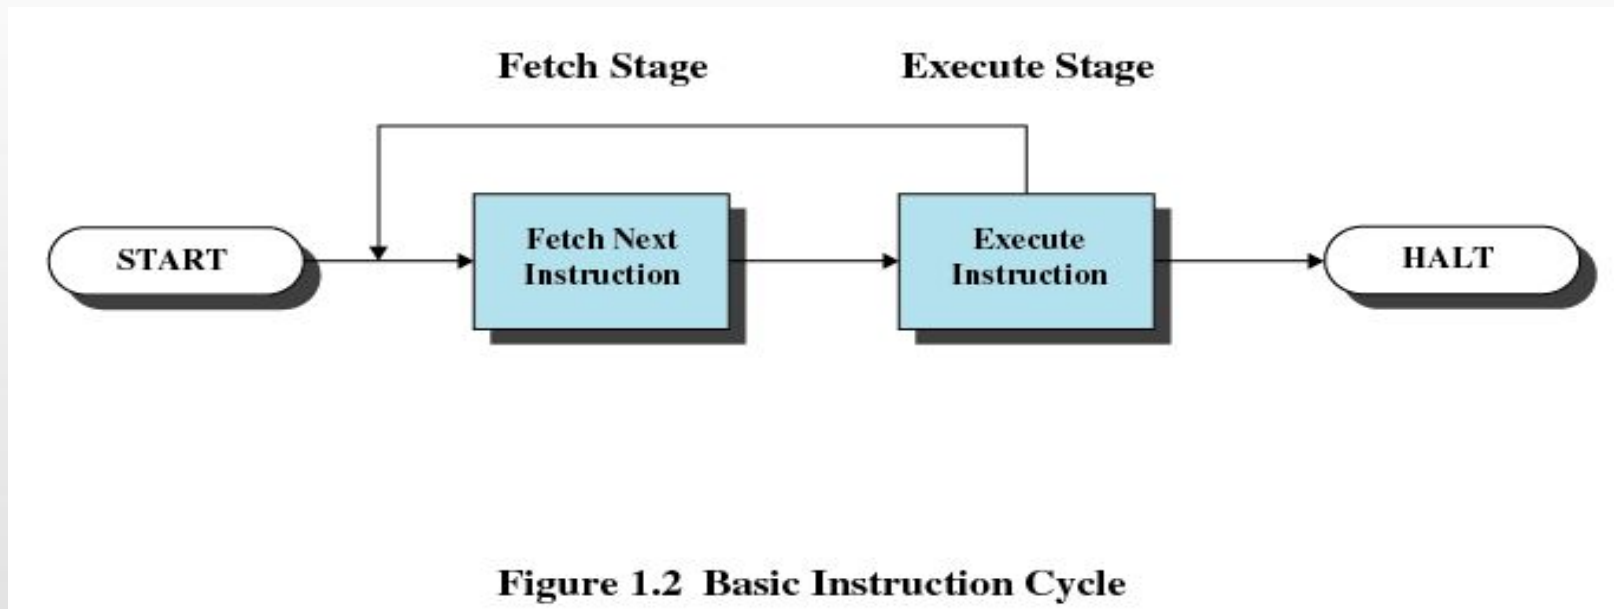 Fetch Stage
Execute Stage
START
Fetch Next
Instruction
Execute
Instruction
HALT
Figure 1.2 Basic Instruction Cycle